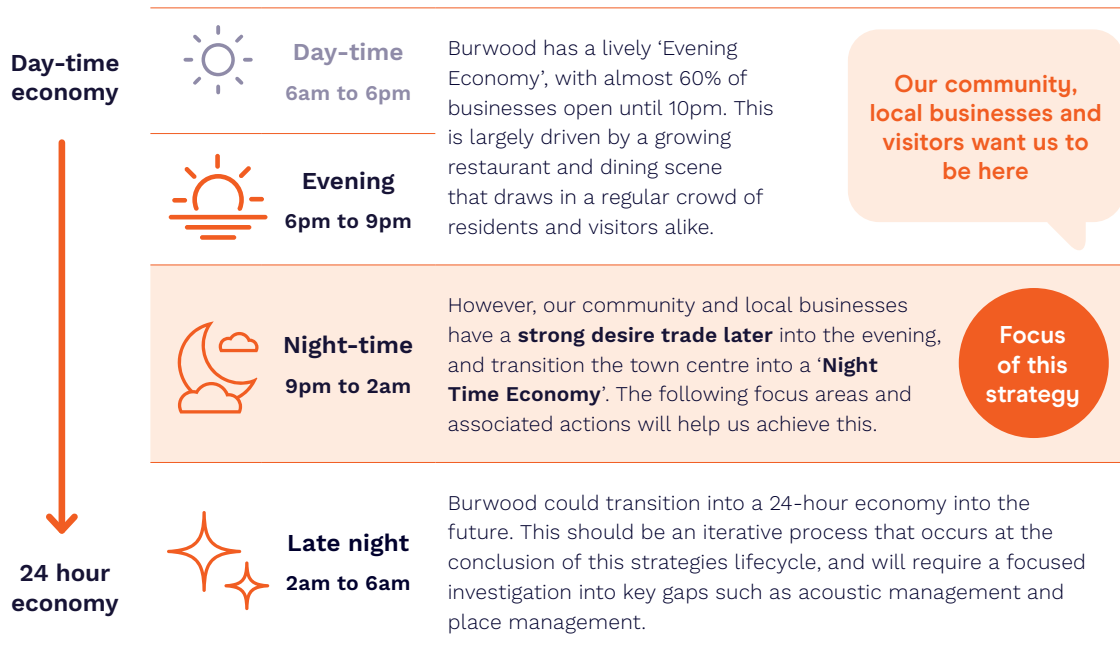 Day-time
economy
Day-time
6am to 6pm
Evening
6pm to 9pm
Burwood has a lively ‘Evening
Economy’, with almost 60% of
businesses open until 10pm. This
is largely driven by a growing
restaurant and dining scene
that draws in a regular crowd of
residents and visitors alike.
Our community,
local businesses and
visitors want us to
be here
Night-time
9pm to 2am
However, our community and local businesses
have a strong desire trade later into the evening,
and transition the town centre into a ‘Night
Time Economy’. The following focus areas and
associated actions will help us achieve this.
Focus
of this
strategy
Late night
2am to 6am
Burwood could transition into a 24-hour economy into the
future. This should be an iterative process that occurs at the
conclusion of this strategies lifecycle, and will require a focused
investigation into key gaps such as acoustic management and
place management.
24 hour
economy